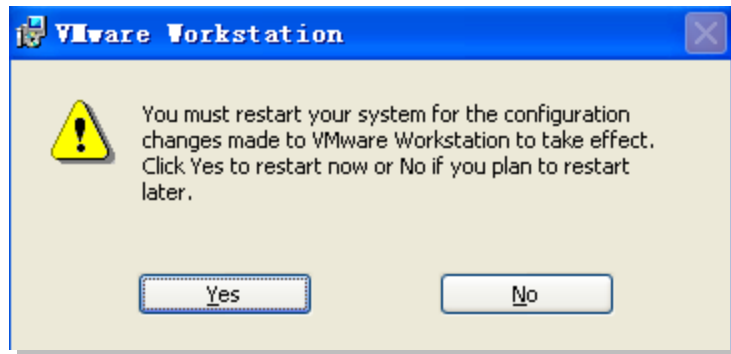 VMware Workstation
You must restart your system for the configuration
changes made to VMware Workstation to take effect.
Click Yes to restart now or No if you plan to restart
later.
Yes
No